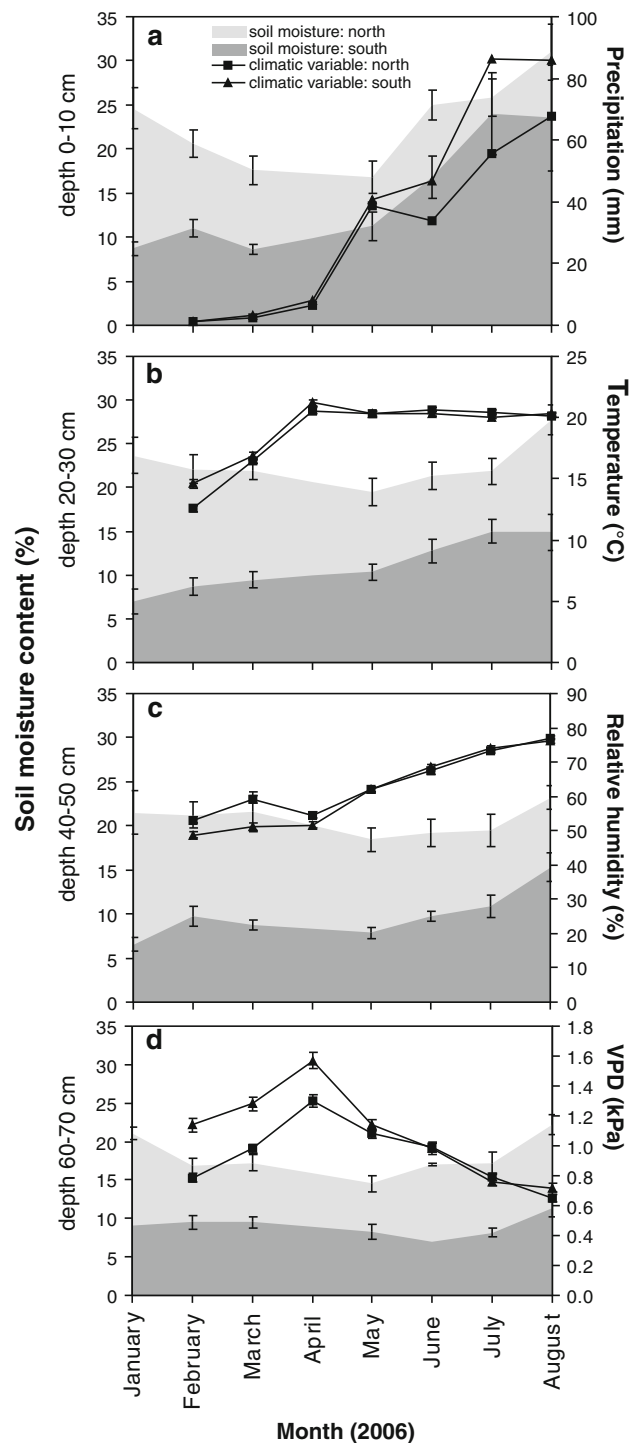 a
soil moisture: north
soil moisture: south
climatic variable: north
climatic variable: south
35
30
25
20
15
10
5
0
depth 0-10 cm
100
80
60
40
20
0
Precipitation (mm)
b
35
30
25
20
15
10
5
0
depth 20-30 cm
25
20
15
10
5
0
Temperature (°C)
Soil moisture content (%)
c
35
30
25
20
15
10
5
0
depth 40-50 cm
90
80
70
60
50
40
30
20
10
0
Relative humidity (%)
d
35
30
25
20
15
10
5
0
depth 60-70 cm
1.8
1.6
1.4
1.2
1.0
0.8
0.6
0.4
0.2
0.0
VPD (kPa)
January
February
March
April
May
June
July
August
Month (2006)